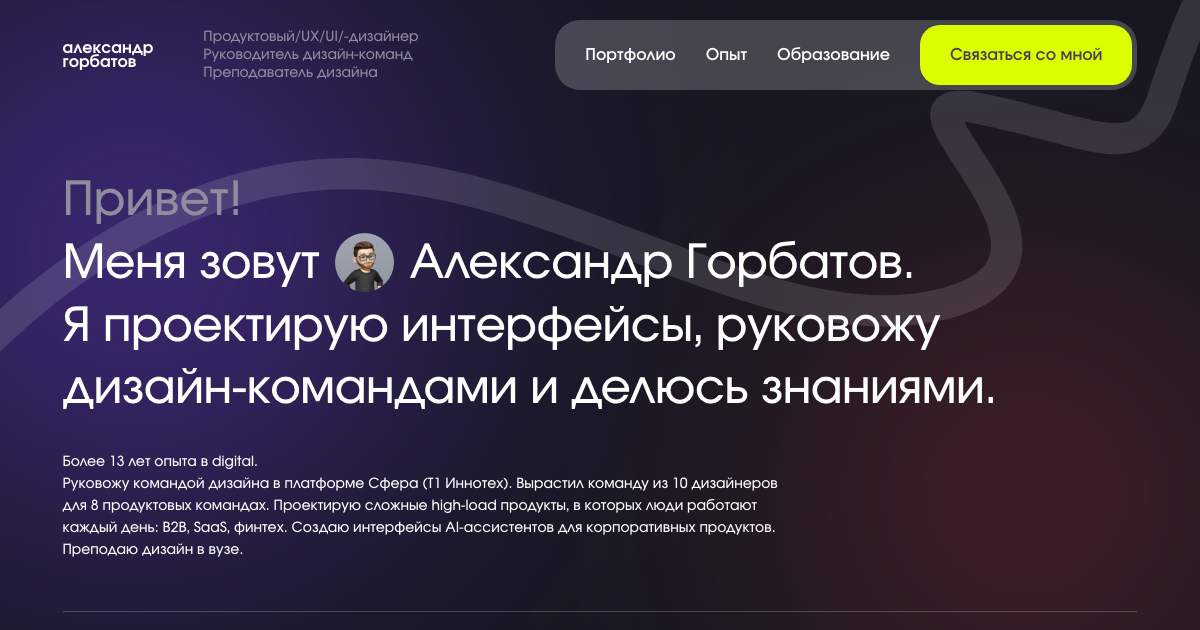 александр
горбатов
Продуктовый/UX/UI/-дизайнер
Руководитель дизайн-команд
Преподаватель дизайна
Портфолио
Опыт
Образование
Связаться со мной
Привет!
Меня зовут Александр Горбатов.
Я проектирую интерфейсы, руковожу
дизайн-командами и делюсь знаниями.
Более 13 лет опыта в digital.
Руковожу командой дизайна в платформе Сфера (Т1 Иннотех). Вырастил команду из 10 дизайнеров
для 8 продуктовых командах. Проектирую сложные high-load продукты, в которых люди работают
каждый день: B2B, SaaS, финтех. Создаю интерфейсы AI-ассистентов для корпоративных продуктов.
Преподаю дизайн в вузе.